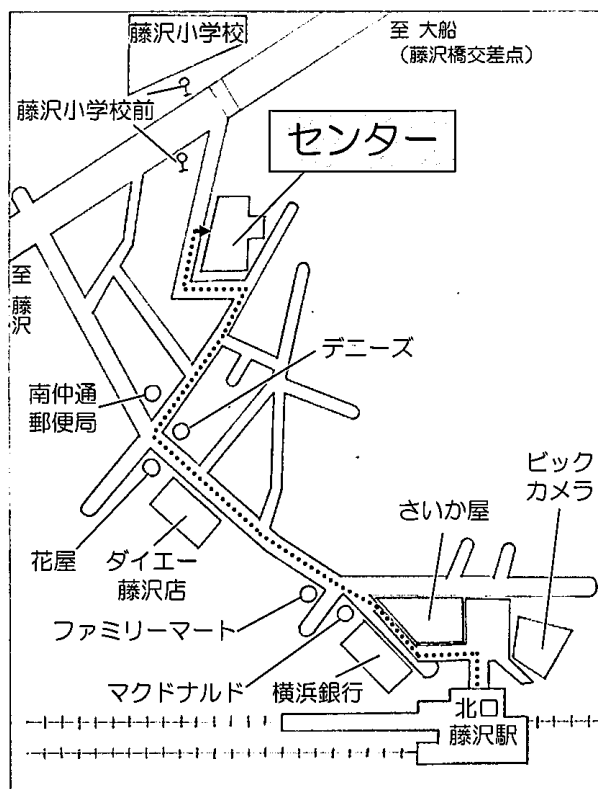 藤沢小学校
至 大船
（藤沢橋交差点）
藤沢小学校前
センター
至
藤
沢
デニーズ
南仲通
郵便局
ビック
カメラ
さいか屋
花屋
ダイエー
藤沢店
ファミリーマート
マクドナルド
横浜銀行
北口
藤沢駅